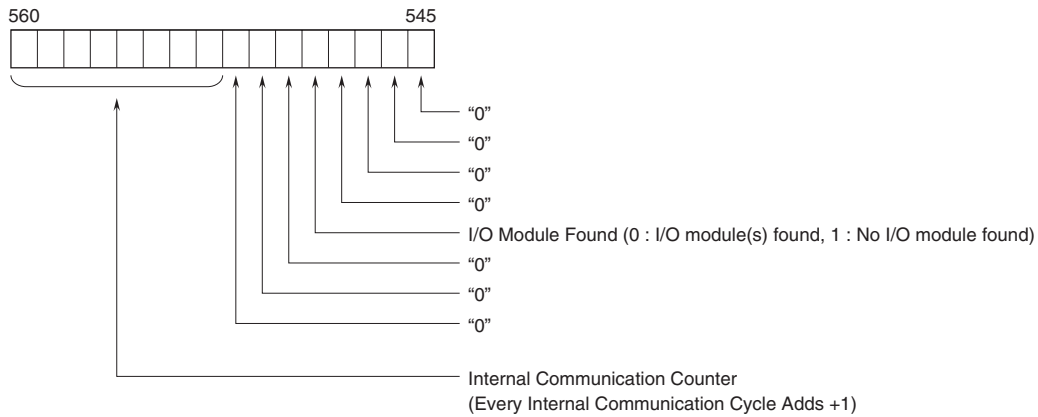 560 545
“0”
“0”
“0”
“0”
I/O Module Found (0 : I/O module(s) found, 1 : No I/O module found)
“0”
“0”
“0”
Internal Communication Counter
(Every Internal Communication Cycle Adds +1)